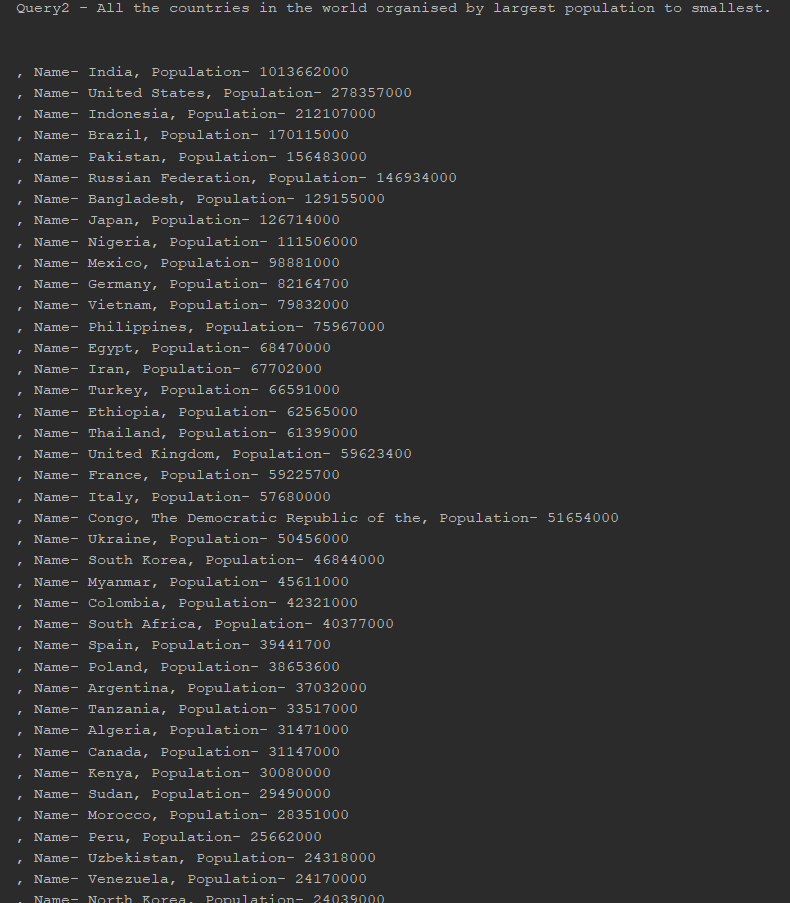 Query2 - All the countries in the world organised by largest population to smallest.
, Name- India, Population- 1013662000
, Name- United States, Population- 278357000
, Name- Indonesia, Population- 212107000
, Name- Brazil, Population- 170115000
, Name- Pakistan, Population- 156483000
, Name- Russian Federation, Population- 146934000
, Name- Bangladesh, Population- 129155000
, Name- Japan, Population- 126714000
, Name- Nigeria, Population- 111506000
, Name- Mexico, Population- 98881000
, Name- Germany, Population- 82164700
, Name- Vietnam, Population- 79832000
, Name- Philippines, Population- 75967000
, Name- Egypt, Population- 68470000
, Name- Iran, Population- 67702000
, Name- Turkey, Population- 66591000
, Name- Ethiopia, Population- 62565000
, Name- Thailand, Population- 61399000
, Name- United Kingdom, Population- 59623400
, Name- France, Population- 59225700
, Name- Italy, Population- 57680000
, Name- Congo, The Democratic Republic of the, Population- 51654000
, Name- Ukraine, Population- 50456000
, Name- South Korea, Population- 46844000
, Name- Myanmar, Population- 45611000
, Name- Colombia, Population- 42321000
, Name- South Africa, Population- 40377000
, Name- Spain, Population- 39441700
, Name- Poland, Population- 38653600
, Name- Argentina, Population- 37032000
, Name- Tanzania, Population- 33517000
, Name- Algeria, Population- 31471000
, Name- Canada, Population- 31147000
, Name- Kenya, Population- 30080000
, Name- Sudan, Population- 29490000
, Name- Morocco, Population- 28351000
, Name- Peru, Population- 25662000
, Name- Uzbekistan, Population- 24318000
, Name- Venezuela, Population- 24170000
, Name- North Korea, Population- 24039000